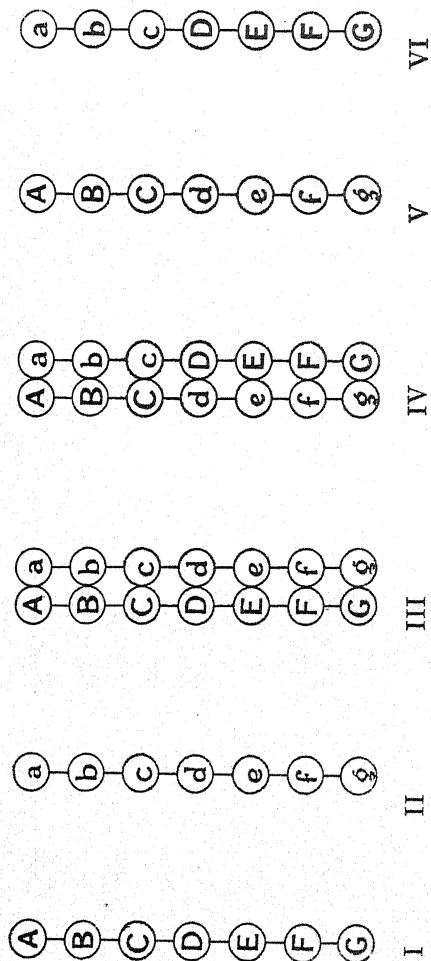 A a A a A a A a
B b B b B b B b
C c C c C c C c
D d D d d D d D
E e E e e E e E
F f F f f F f F
G g G g g G g G
I II III IV V VI